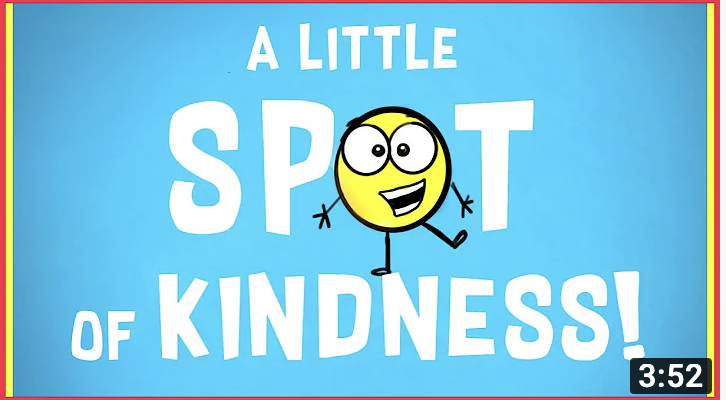 A LITTLE
SPOT
OF KINDNESS!
3:52